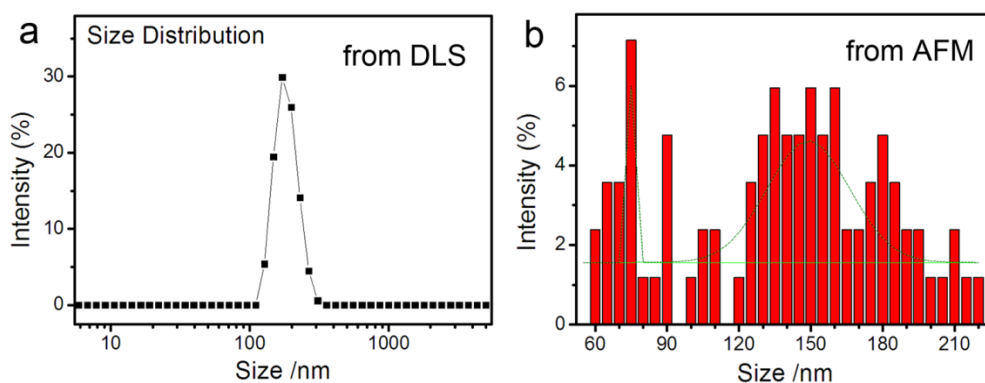 a
Size Distribution
from DLS
Intensity (%)
30
20
10
0
10
100
1000
Size /nm
b
from AFM
Intensity (%)
6
4
2
0
60
90
120
150
180
210
Size /nm